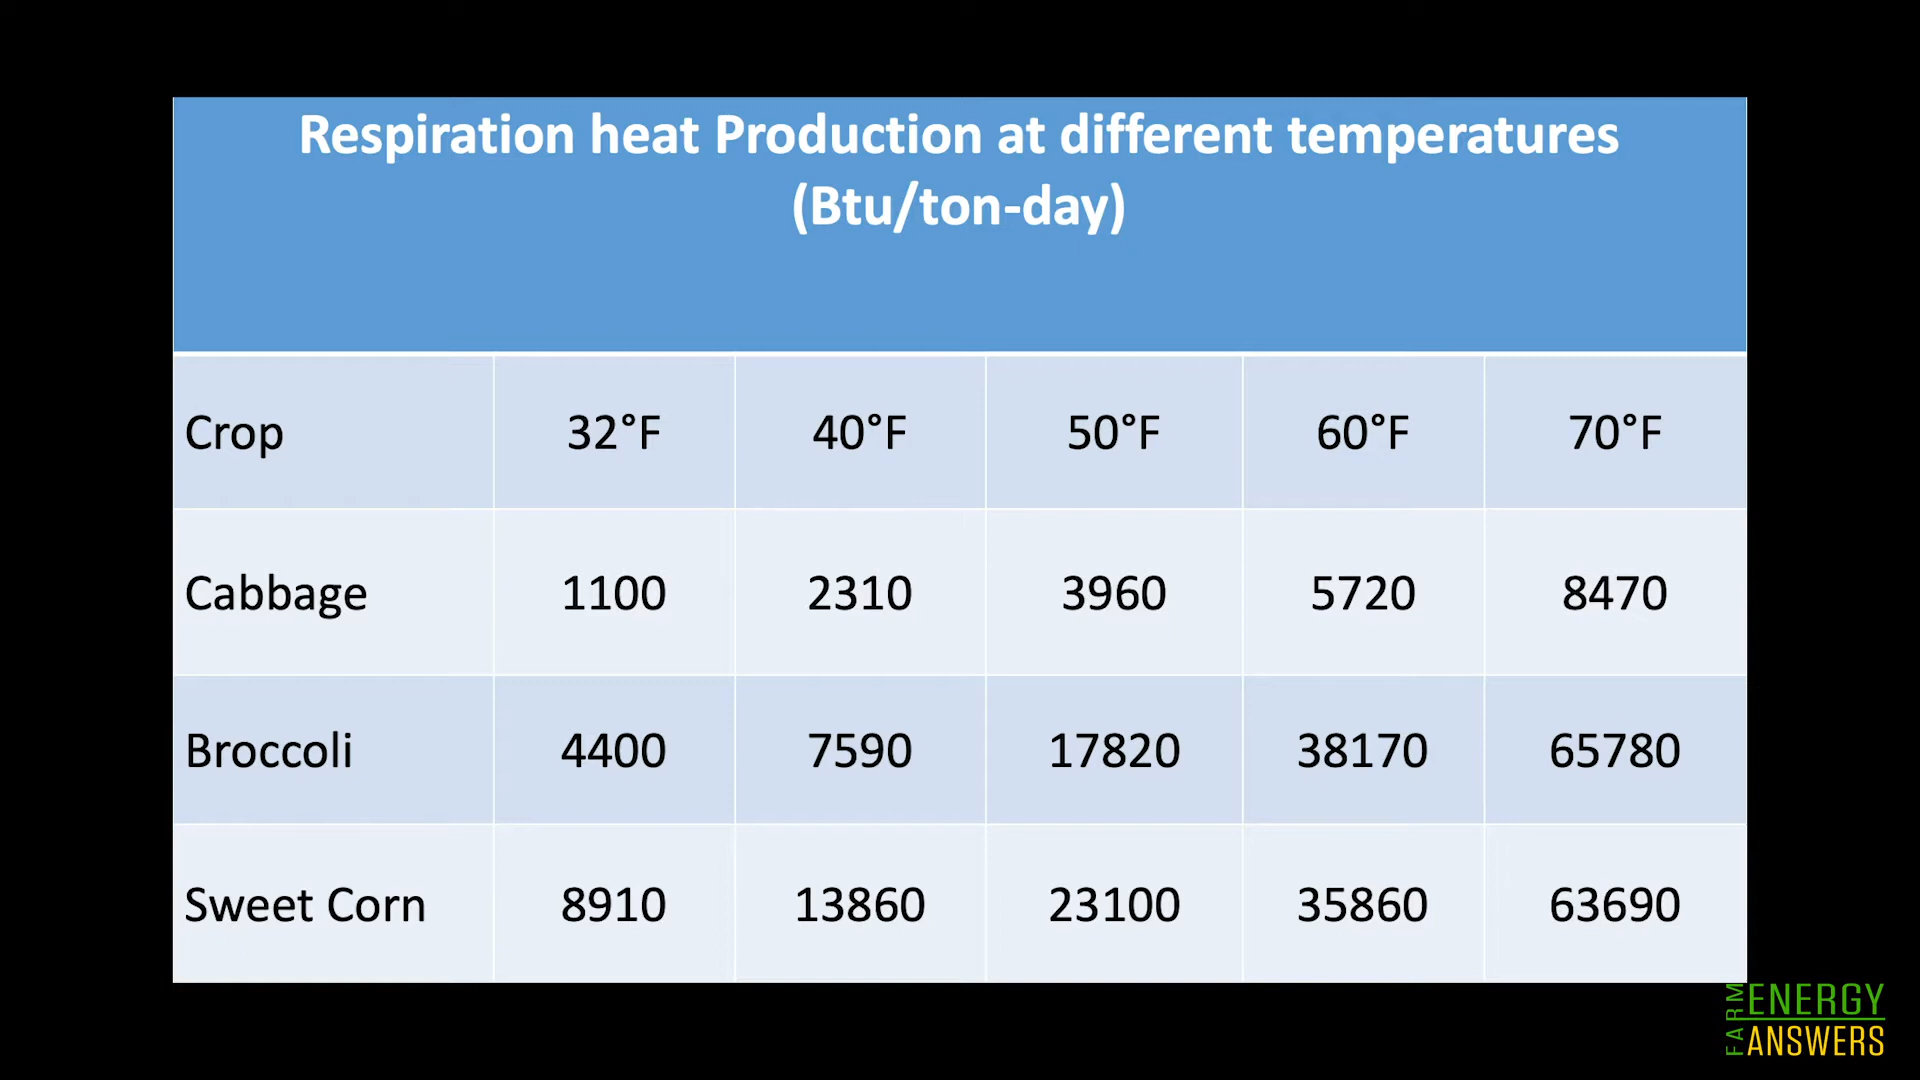 Respiration heat Production at different temperatures
(Btu/ton-day)
Crop 32°F 40°F 50°F 60°F 70°F
Cabbage 1100 2310 3960 5720 8470
Broccoli 4400 7590 17820 38170 65780
Sweet Corn 8910 13860 23100 35860 63690
FARM
ENERGY
ANSWERS